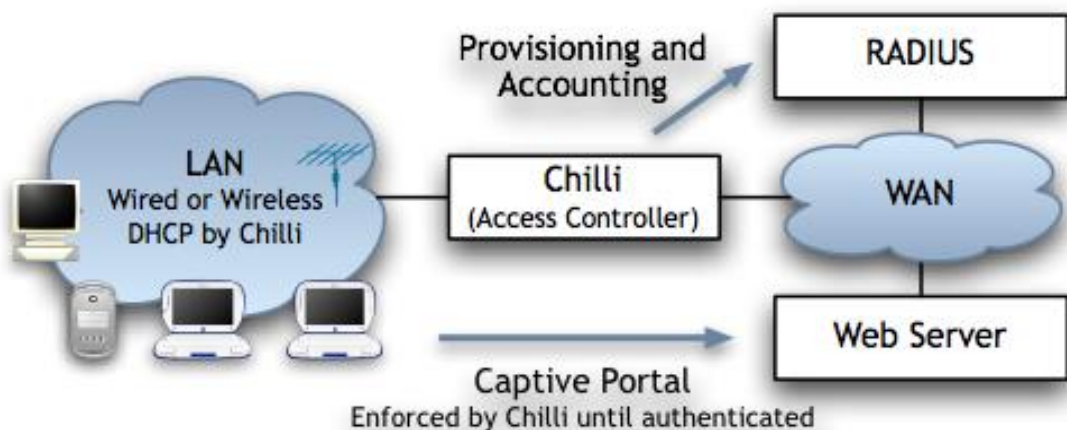 Provisioning and
Accounting
RADIUS
LAN
Wired or Wireless
DHCP by Chilli
Chilli
(Access Controller)
WAN
Web Server
Captive Portal
Enforced by Chilli until authenticated